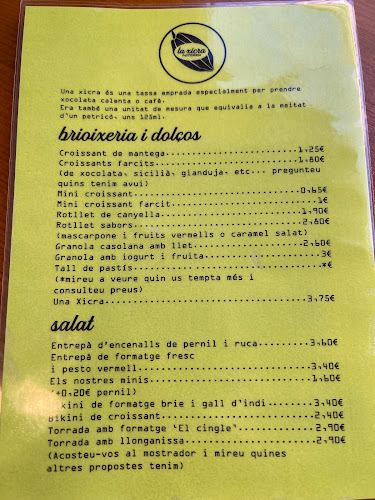 la xicra
Una xicra és una tassa emprada especialment per prendre
xocolata calenta o café.
Era també una unitat de mesura que equivalia a la meitat
d'un petricó, uns 123ml.
brioixeria i dolços
Croissant de mantega..........................1,25€
Croissants farcits............................1,80€
(de xocolata, sicilià, gianduja, etc... pregunteu
quins tenim avui)
Mini croissant................................0,65€
Mini croissant farcit.........................1€
Rotllet de canyella...........................1,90€
Rotllet sabors................................2,60€
(mascarpone i fruits vermells o caramel salat)
Granola casolana amb llet.....................2,60€
Granola amb iogurt i fruita...................3€
Tall de pastís................................*€
(*mireu a veure quin us tempta més i
consulteu preus)
Una Xicra.....................................3,75€
salat
Entrepà d'encenalls de pernil i ruca..........3,60€
Entrepà de formatge fresc
i pesto vermell...............................3,40€
Els nostres minis.............................1,60€
(+0,20€ pernil)
Bikini de formatge brie i gall d'indi.........3,40€
Bikini de croissant...........................2,40€
Torrada amb formatge 'El cingle'..............2,90€
Torrada amb llonganissa.......................2,90€
(Acosteu-vos al mostrador i mireu quines
altres propostes tenim)